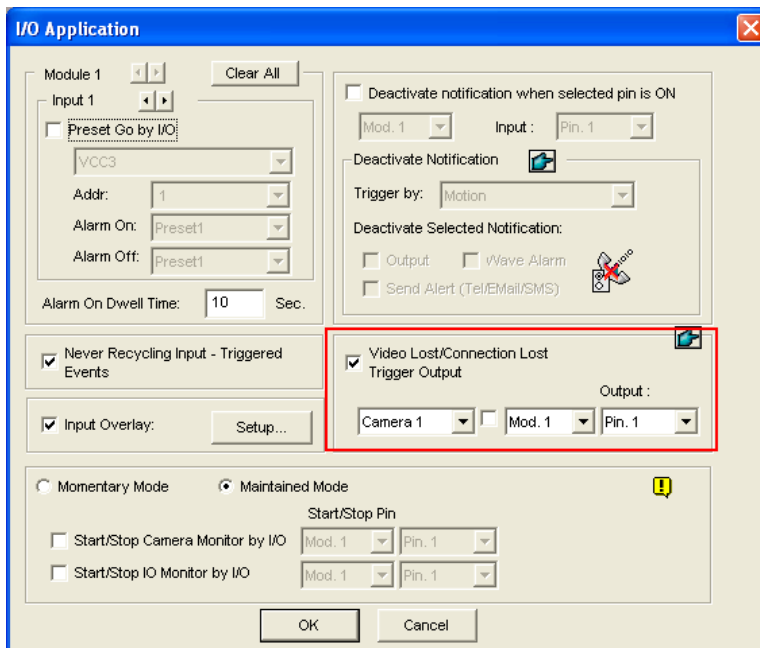 I/O Application
Module 1
Clear All
Input 1
Preset Go by I/O
VCC3
Addr: 1
Alarm On: Preset1
Alarm Off: Preset1
Alarm On Dwell Time: 10 Sec.
Deactivate notification when selected pin is ON
Mod. 1 Input : Pin. 1
Deactivate Notification
Trigger by: Motion
Deactivate Selected Notification:
Output Wave Alarm
Send Alert (Tel/EMail/SMS)
Never Recycling Input - Triggered
Events
Video Lost/Connection Lost
Trigger Output
Output :
Camera 1 Mod. 1 Pin. 1
Input Overlay: Setup...
Momentary Mode Maintained Mode
Start/Stop Pin
Start/Stop Camera Monitor by I/O Mod. 1 Pin. 1
Start/Stop IO Monitor by I/O Mod. 1 Pin. 1
OK Cancel